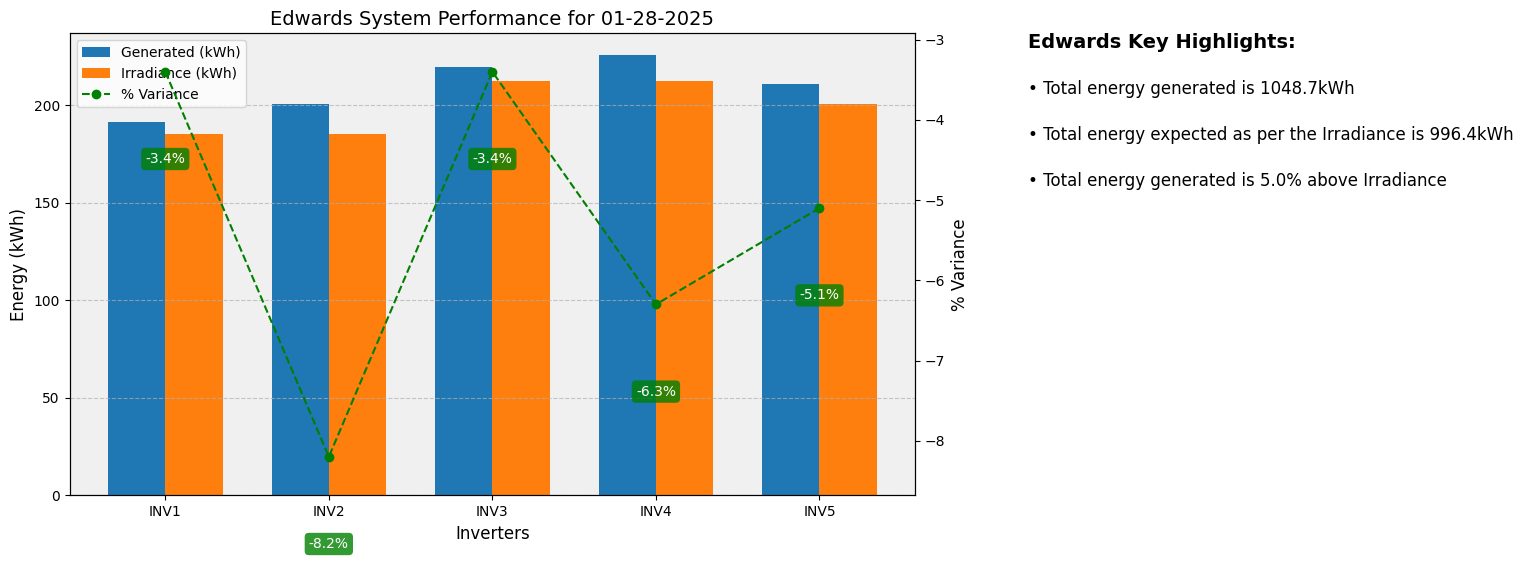 Edwards System Performance for 01-28-2025
Generated (kWh)
Irradiance (kWh)
% Variance
Energy (kWh)
200
150
100
50
0
-3.4%
-8.2%
-3.4%
-6.3%
-5.1%
−3
−4
−5
−6
−7
−8
% Variance
INV1
INV2
INV3
INV4
INV5
Inverters
Edwards Key Highlights:
• Total energy generated is 1048.7kWh
• Total energy expected as per the Irradiance is 996.4kWh
• Total energy generated is 5.0% above Irradiance